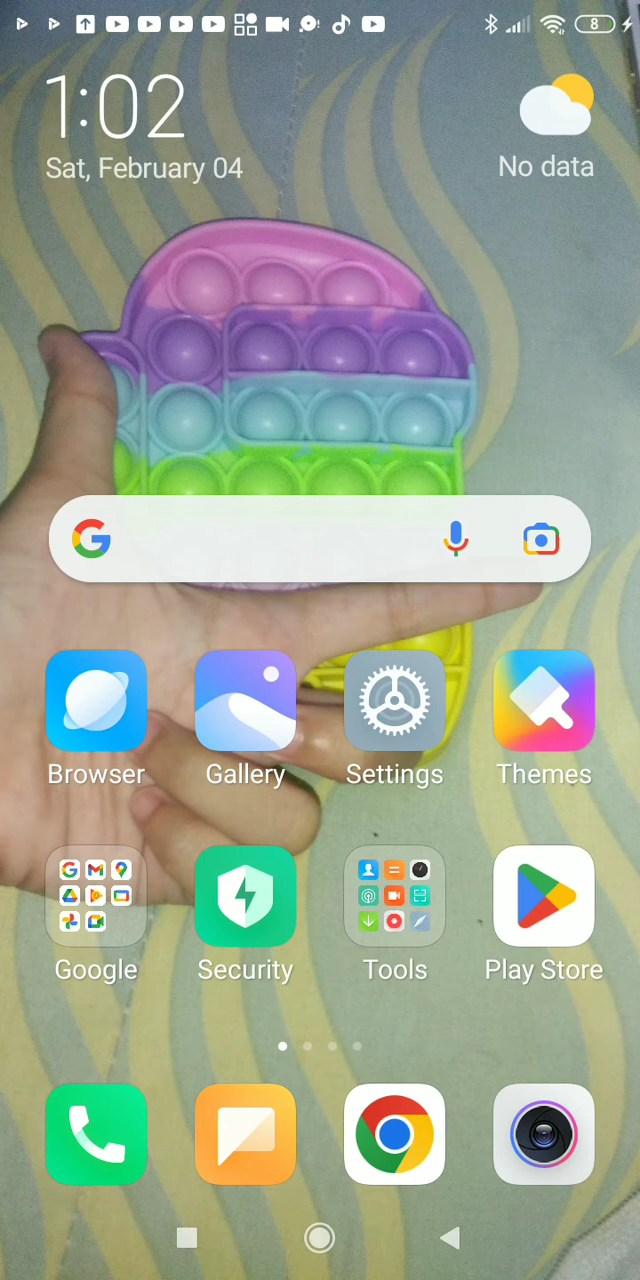 8
1:02
Sat, February 04
No data
Browser
Gallery
Settings
Themes
Google
Security
Tools
Play Store